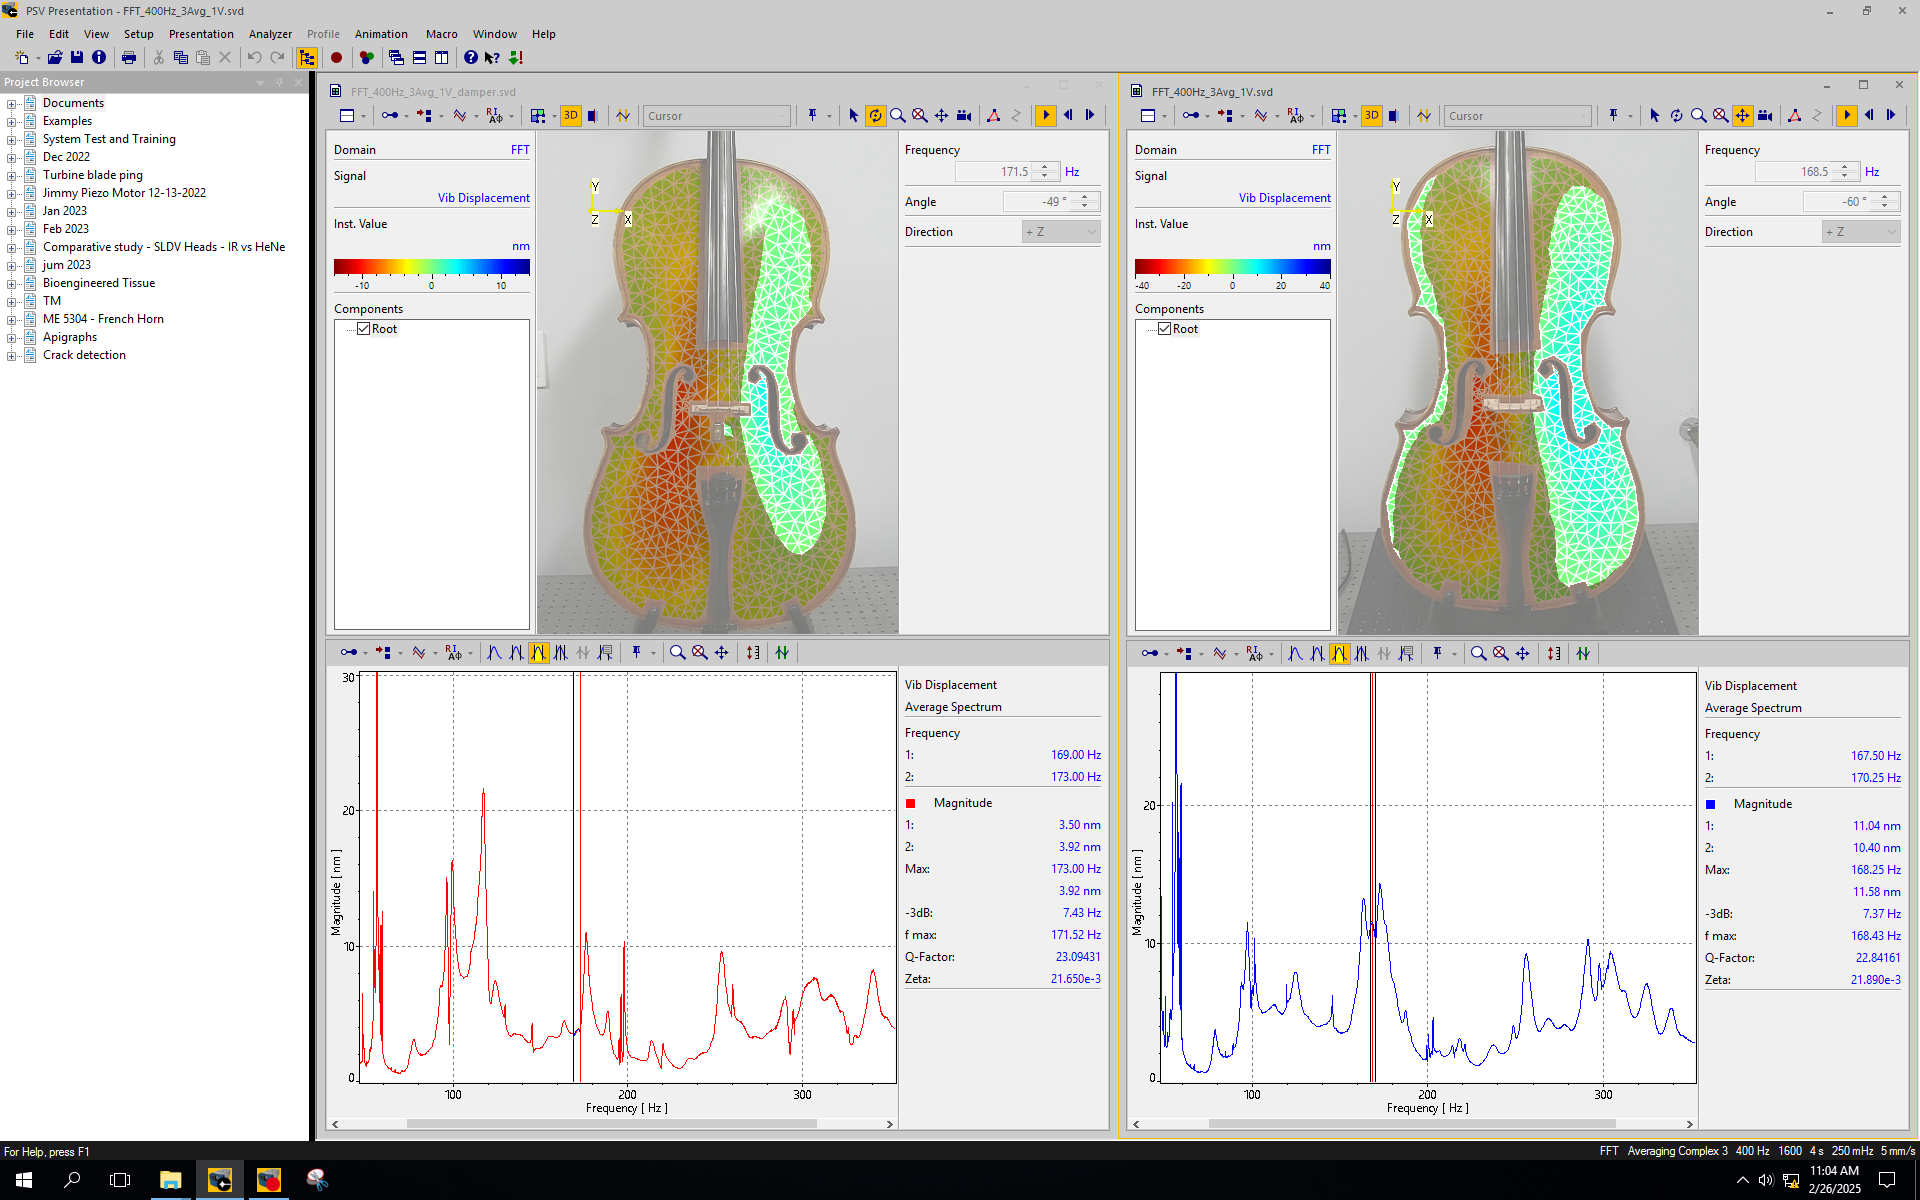 PSV Presentation - FFT_400Hz_3Avg_1V.svd
File Edit View Setup Presentation Analyzer Profile Animation Macro Window Help
Project Browser
Documents
Examples
System Test and Training
Dec 2022
Turbine blade ping
Jimmy Piezo Motor 12-13-2022
Jan 2023
Feb 2023
Comparative study - SLDV Heads - IR vs HeNe
jum 2023
Bioengineered Tissue
TM
ME 5304 - French Horn
Apigraphs
Crack detection
FFT_400Hz_3Avg_1V_damper.svd
RI AΦ 3D Cursor
Domain FFT
Signal
Vib Displacement
Inst. Value
nm
-10 0 10
Components
Root
Y
Z X
Frequency
171.5 Hz
Angle -49 °
Direction + Z
RI AΦ
30
20
10
0
Magnitude [ nm ]
100 200 300
Frequency [ Hz ]
Vib Displacement
Average Spectrum
Frequency
1: 169.00 Hz
2: 173.00 Hz
Magnitude
1: 3.50 nm
2: 3.92 nm
Max: 173.00 Hz
3.92 nm
-3dB: 7.43 Hz
f max: 171.52 Hz
Q-Factor: 23.09431
Zeta: 21.650e-3
FFT_400Hz_3Avg_1V.svd
RI AΦ 3D Cursor
Domain FFT
Signal
Vib Displacement
Inst. Value
nm
-40 -20 0 20 40
Components
Root
Y
Z X
Frequency
168.5 Hz
Angle -60 °
Direction + Z
RI AΦ
20
10
0
Magnitude [ nm ]
100 200 300
Frequency [ Hz ]
Vib Displacement
Average Spectrum
Frequency
1: 167.50 Hz
2: 170.25 Hz
Magnitude
1: 11.04 nm
2: 10.40 nm
Max: 168.25 Hz
11.58 nm
-3dB: 7.37 Hz
f max: 168.43 Hz
Q-Factor: 22.84161
Zeta: 21.890e-3
For Help, press F1
FFT Averaging Complex 3 400 Hz 1600 4 s 250 mHz 5 mm/s
11:04 AM
2/26/2025